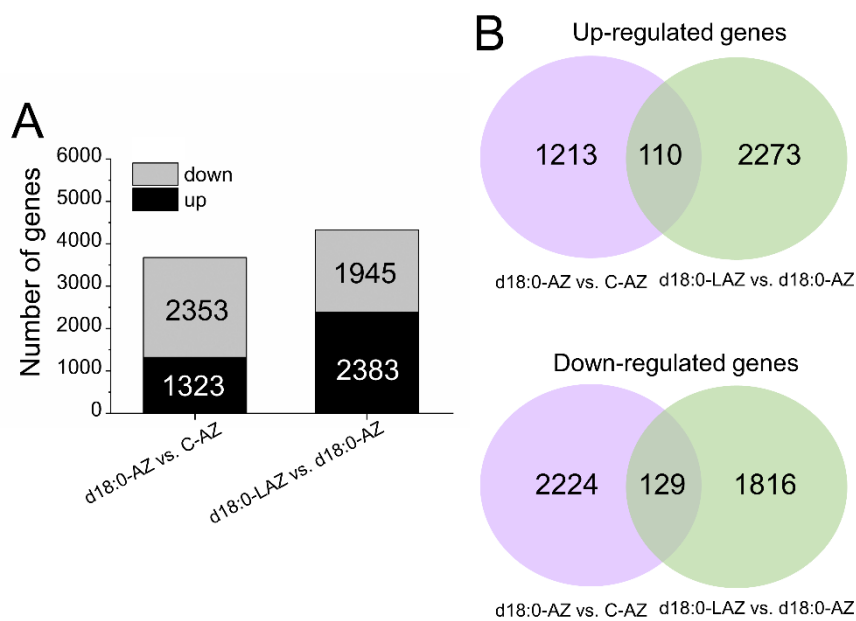 A
6000
5000
4000
3000
2000
1000
0
Number of genes
down
up
2353
1323
1945
2383
d18:0-AZ vs. C-AZ
d18:0-LAZ vs. d18:0-AZ
B
Up-regulated genes
1213 110 2273
d18:0-AZ vs. C-AZ d18:0-LAZ vs. d18:0-AZ
Down-regulated genes
2224 129 1816
d18:0-AZ vs. C-AZ d18:0-LAZ vs. d18:0-AZ